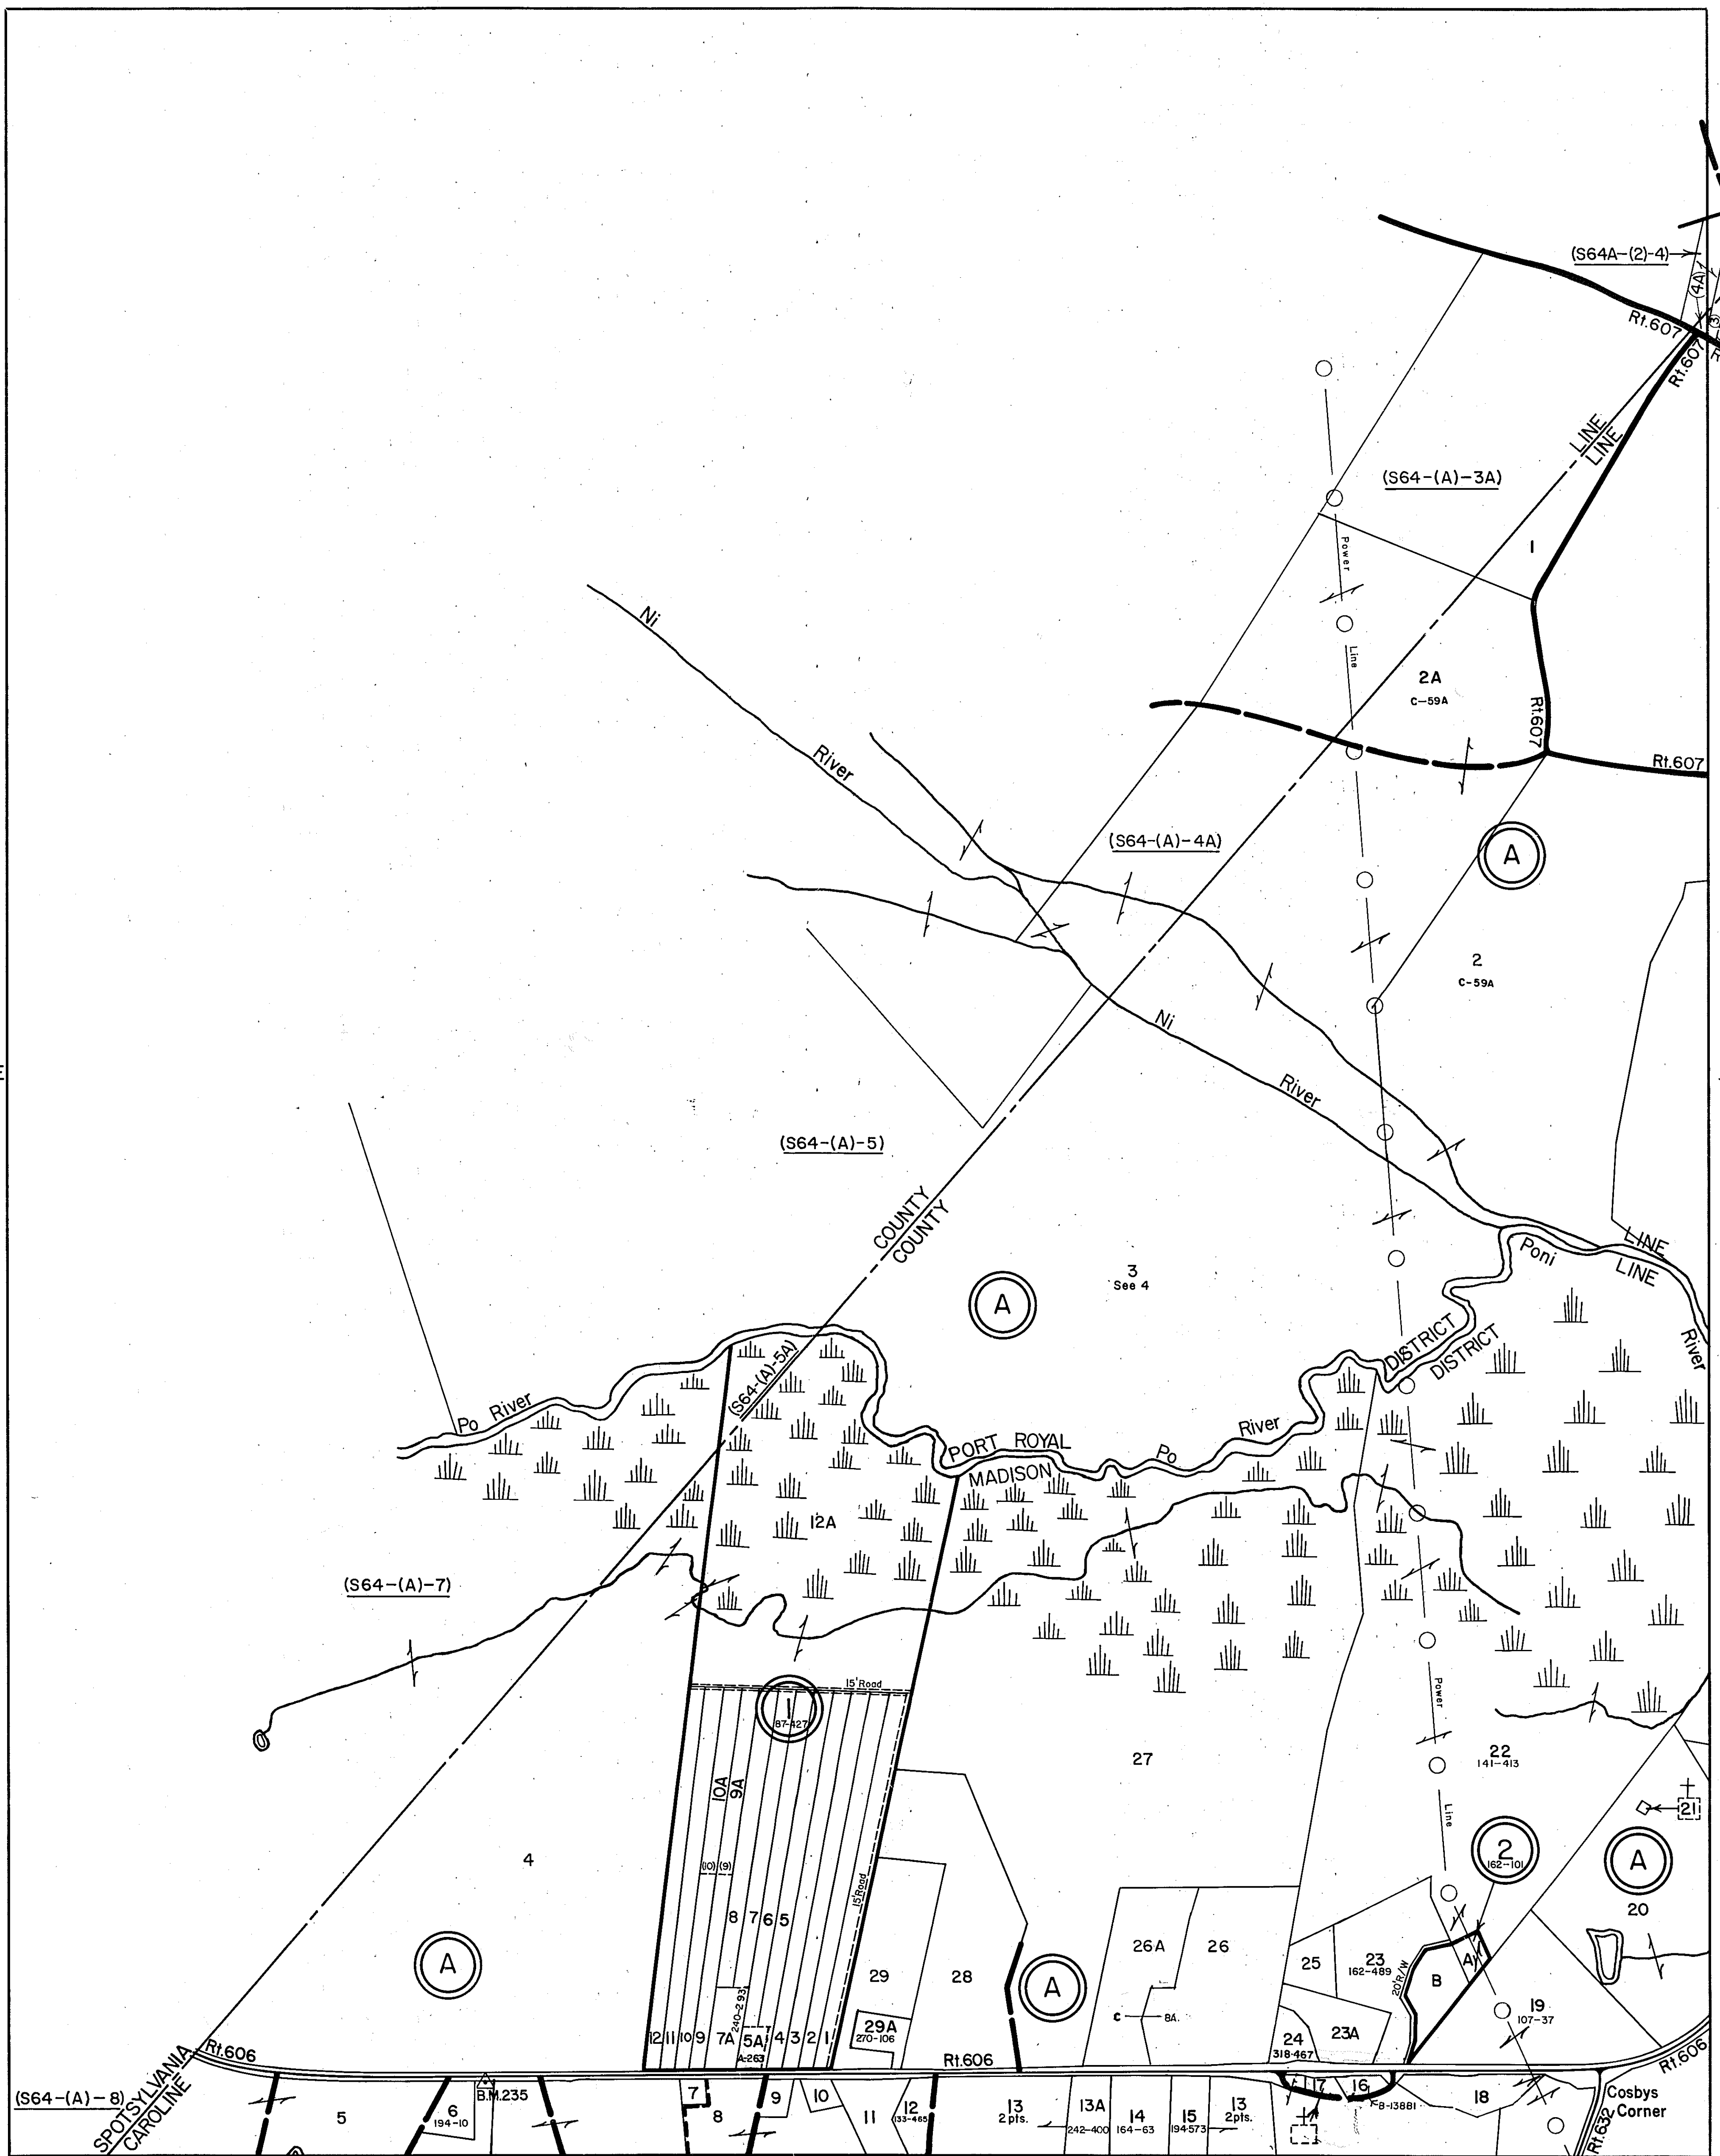 (S64A-(2)-4)
(4A)
(3)
Rt.607
Rt.607
LINE
LINE
(S64-(A)-3A)
1
Power
Line
Ni
River
2A
C-59A
Rt.607
Rt.607
(S64-(A)-4A)
A
2
C-59A
Ni
River
(S64-(A)-5)
COUNTY
COUNTY
3
See 4
A
Poni
River
LINE
LINE
DISTRICT
DISTRICT
(S64-(A)-5A)
Po River
PORT ROYAL
MADISON
Po
River
12A
(S64-(A)-7)
15' Road
1
87-427
Power
Line
27
22
141-413
21
10A
9A
2
162-101
A
4
(10) (9)
15' Road
20
8 7 6 5
26A
26
25
23
162-489
A
B
20' R/W
A
29
28
A
C
8A.
19
107-37
240-293
12 11 10 9 7A 5A 4 3 2 1
A-263
29A
270-106
24
318-467
23A
Rt.606
Rt.606
Rt.606
(S64-(A)-8)
SPOTSYLVANIA
CAROLINE
B.M.235
5
6
194-10
7
8
9
10
11
12
133-465
13
2pts.
13A
242-400
14
164-63
15
194-573
13
2pts.
17
16
B-13881
18
Cosbys
Corner
Rt.632